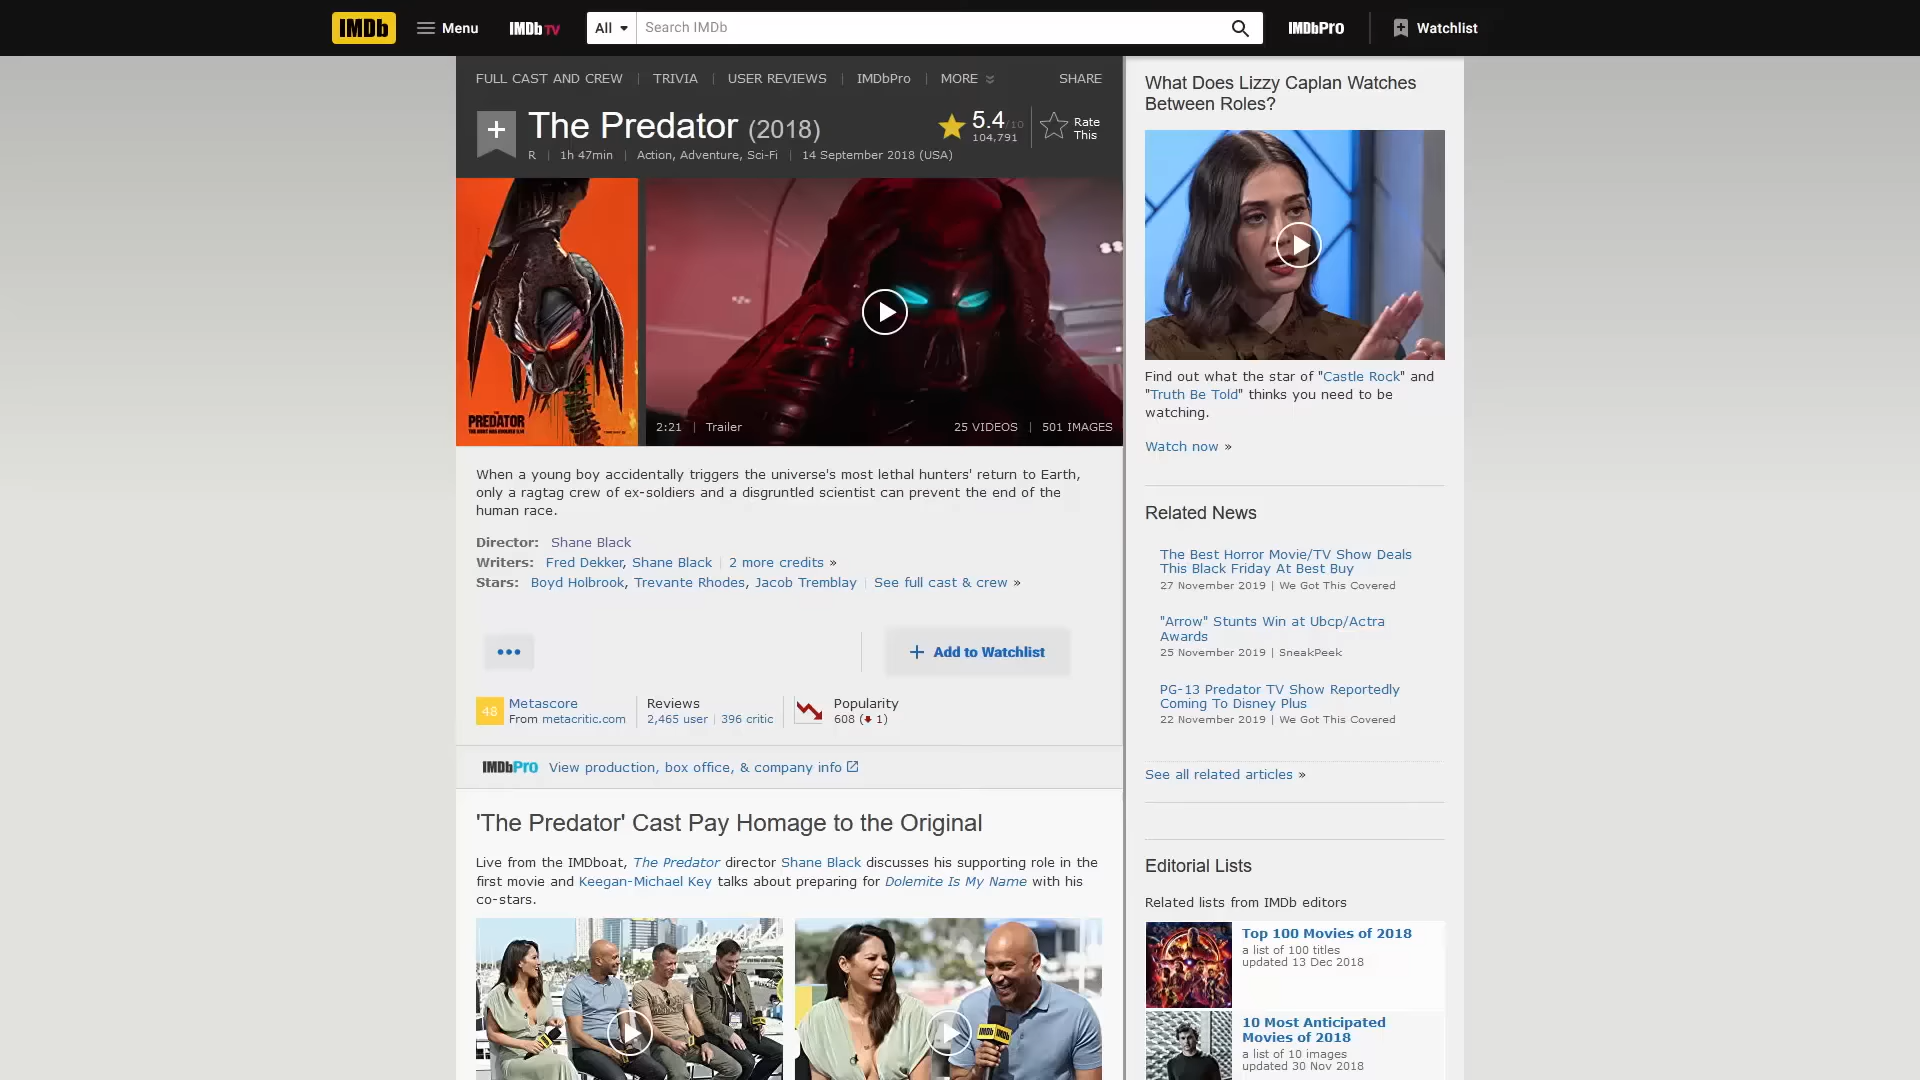 IMDb Menu IMDb TV All Search IMDb IMDbPro Watchlist
FULL CAST AND CREW | TRIVIA | USER REVIEWS | IMDbPro | MORE SHARE
The Predator (2018)
5.4/10
104,791
Rate
This
R | 1h 47min | Action, Adventure, Sci-Fi | 14 September 2018 (USA)
PREDATOR
2:21 | Trailer
25 VIDEOS | 501 IMAGES
When a young boy accidentally triggers the universe's most lethal hunters' return to Earth,
only a ragtag crew of ex-soldiers and a disgruntled scientist can prevent the end of the
human race.
Director: Shane Black
Writers: Fred Dekker, Shane Black | 2 more credits »
Stars: Boyd Holbrook, Trevante Rhodes, Jacob Tremblay | See full cast & crew »
+ Add to Watchlist
48
Metascore
From metacritic.com
Reviews
2,465 user | 396 critic
Popularity
608 ( 1)
IMDbPro View production, box office, & company info
'The Predator' Cast Pay Homage to the Original
Live from the IMDboat, The Predator director Shane Black discusses his supporting role in the
first movie and Keegan-Michael Key talks about preparing for Dolemite Is My Name with his
co-stars.
IMDb IMDb
What Does Lizzy Caplan Watches
Between Roles?
Find out what the star of "Castle Rock" and
"Truth Be Told" thinks you need to be
watching.
Watch now »
Related News
The Best Horror Movie/TV Show Deals
This Black Friday At Best Buy
27 November 2019 | We Got This Covered
"Arrow" Stunts Win at Ubcp/Actra
Awards
25 November 2019 | SneakPeek
PG-13 Predator TV Show Reportedly
Coming To Disney Plus
22 November 2019 | We Got This Covered
See all related articles »
Editorial Lists
Related lists from IMDb editors
Top 100 Movies of 2018
a list of 100 titles
updated 13 Dec 2018
10 Most Anticipated
Movies of 2018
a list of 10 images
updated 30 Nov 2018